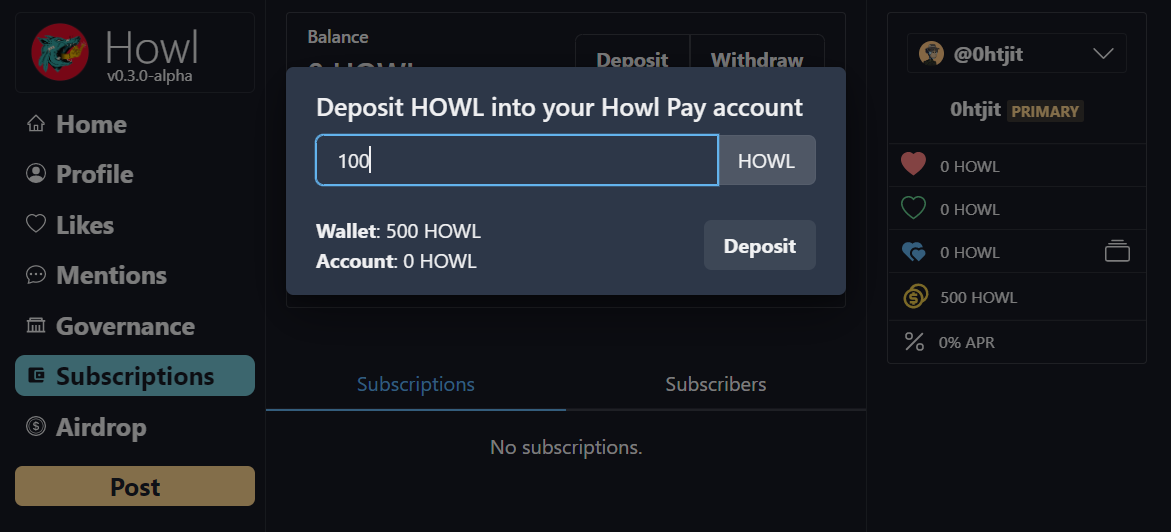 Howl
v0.3.0-alpha
Home
Profile
Likes
Mentions
Governance
Subscriptions
Airdrop
Post
Balance
0 HOWL
Deposit Withdraw
Deposit HOWL into your Howl Pay account
100 HOWL
Wallet: 500 HOWL
Account: 0 HOWL
Deposit
Subscriptions Subscribers
No subscriptions.
@0htjit
0htjit PRIMARY
0 HOWL
0 HOWL
0 HOWL
500 HOWL
0% APR